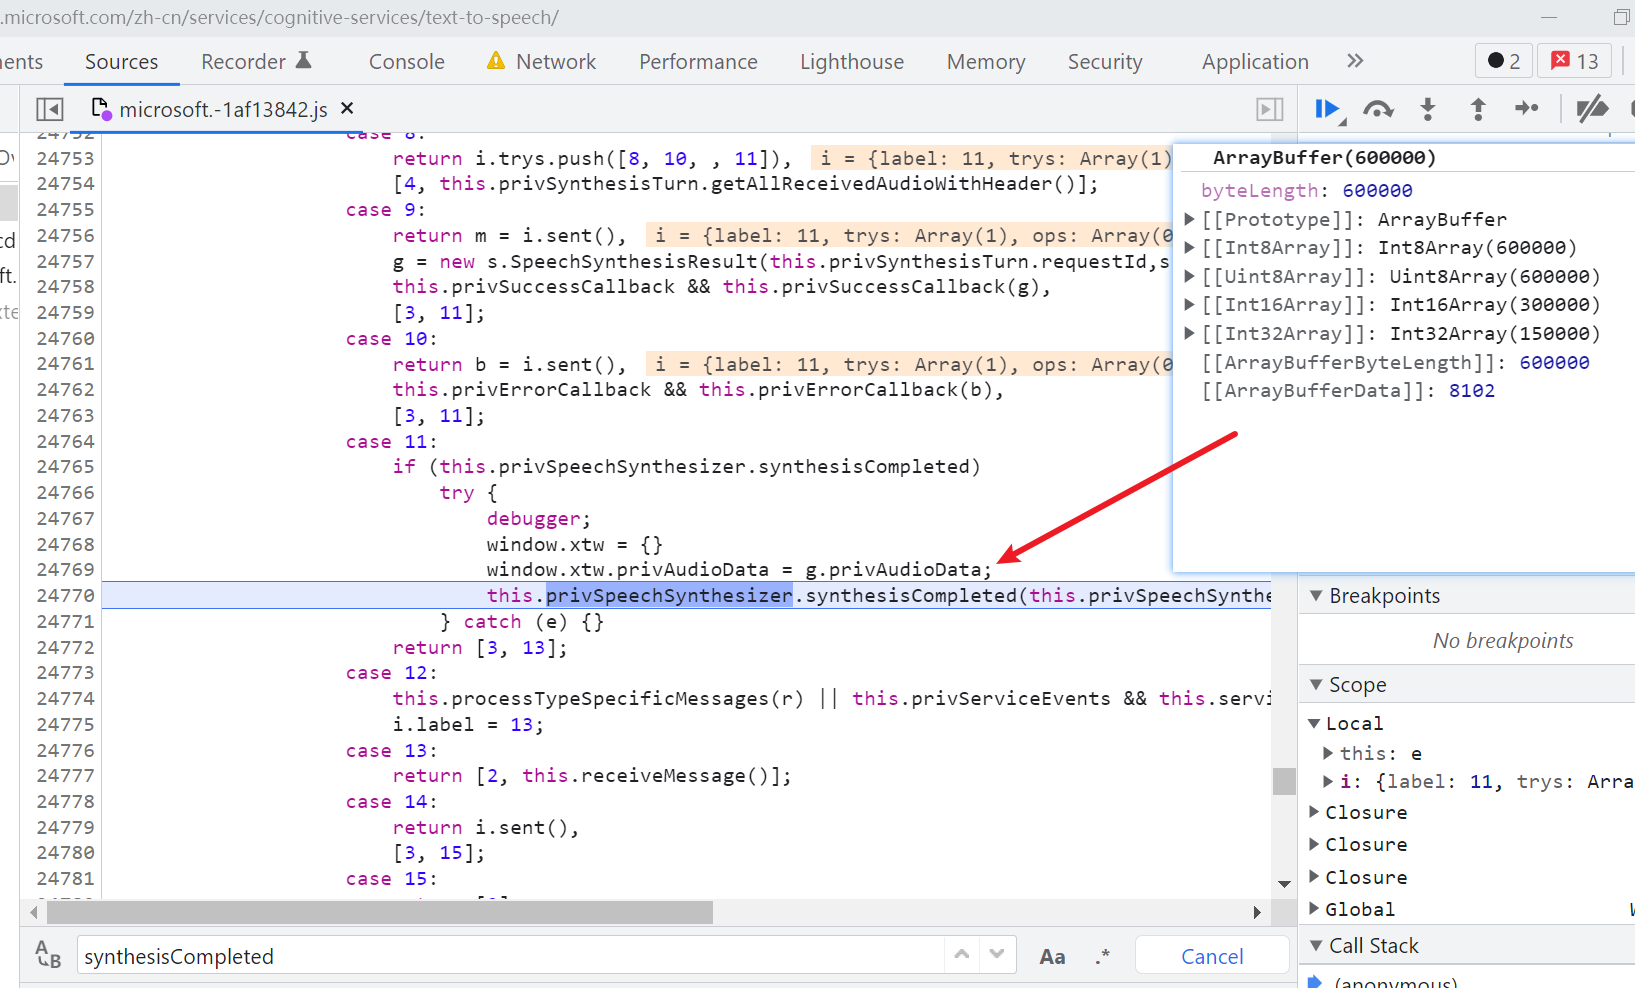 .microsoft.com/zh-cn/services/cognitive-services/text-to-speech/
ents Sources Recorder Console Network Performance Lighthouse Memory Security Application 2 13
microsoft.-1af13842.js
24752 case 8:
24753 return i.trys.push([8, 10, , 11]), i = {label: 11, trys: Array(1)
24754 [4, this.privSynthesisTurn.getAllReceivedAudioWithHeader()];
24755 case 9:
24756 return m = i.sent(), i = {label: 11, trys: Array(1), ops: Array(0
24757 g = new s.SpeechSynthesisResult(this.privSynthesisTurn.requestId,s
24758 this.privSuccessCallback && this.privSuccessCallback(g),
24759 [3, 11];
24760 case 10:
24761 return b = i.sent(), i = {label: 11, trys: Array(1), ops: Array(0
24762 this.privErrorCallback && this.privErrorCallback(b),
24763 [3, 11];
24764 case 11:
24765 if (this.privSpeechSynthesizer.synthesisCompleted)
24766 try {
24767 debugger;
24768 window.xtw = {}
24769 window.xtw.privAudioData = g.privAudioData;
24770 this.privSpeechSynthesizer.synthesisCompleted(this.privSpeechSynthe
24771 } catch (e) {}
24772 return [3, 13];
24773 case 12:
24774 this.processTypeSpecificMessages(r) || this.privServiceEvents && this.servi
24775 i.label = 13;
24776 case 13:
24777 return [2, this.receiveMessage()];
24778 case 14:
24779 return i.sent(),
24780 [3, 15];
24781 case 15:
ArrayBuffer(600000)
byteLength: 600000
[[Prototype]]: ArrayBuffer
[[Int8Array]]: Int8Array(600000)
[[Uint8Array]]: Uint8Array(600000)
[[Int16Array]]: Int16Array(300000)
[[Int32Array]]: Int32Array(150000)
[[ArrayBufferByteLength]]: 600000
[[ArrayBufferData]]: 8102
Breakpoints
No breakpoints
Scope
Local
this: e
i: {label: 11, trys: Arra
Closure
Closure
Closure
Global
Call Stack
(anonymous)
synthesisCompleted Aa .* Cancel